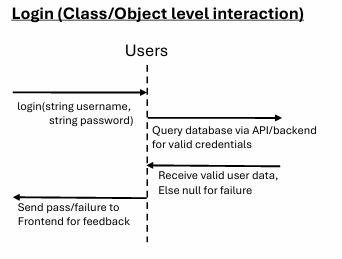 Login (Class/Object level interaction)
Users
login(string username,
string password)
Query database via API/backend
for valid credentials
Receive valid user data,
Else null for failure
Send pass/failure to
Frontend for feedback